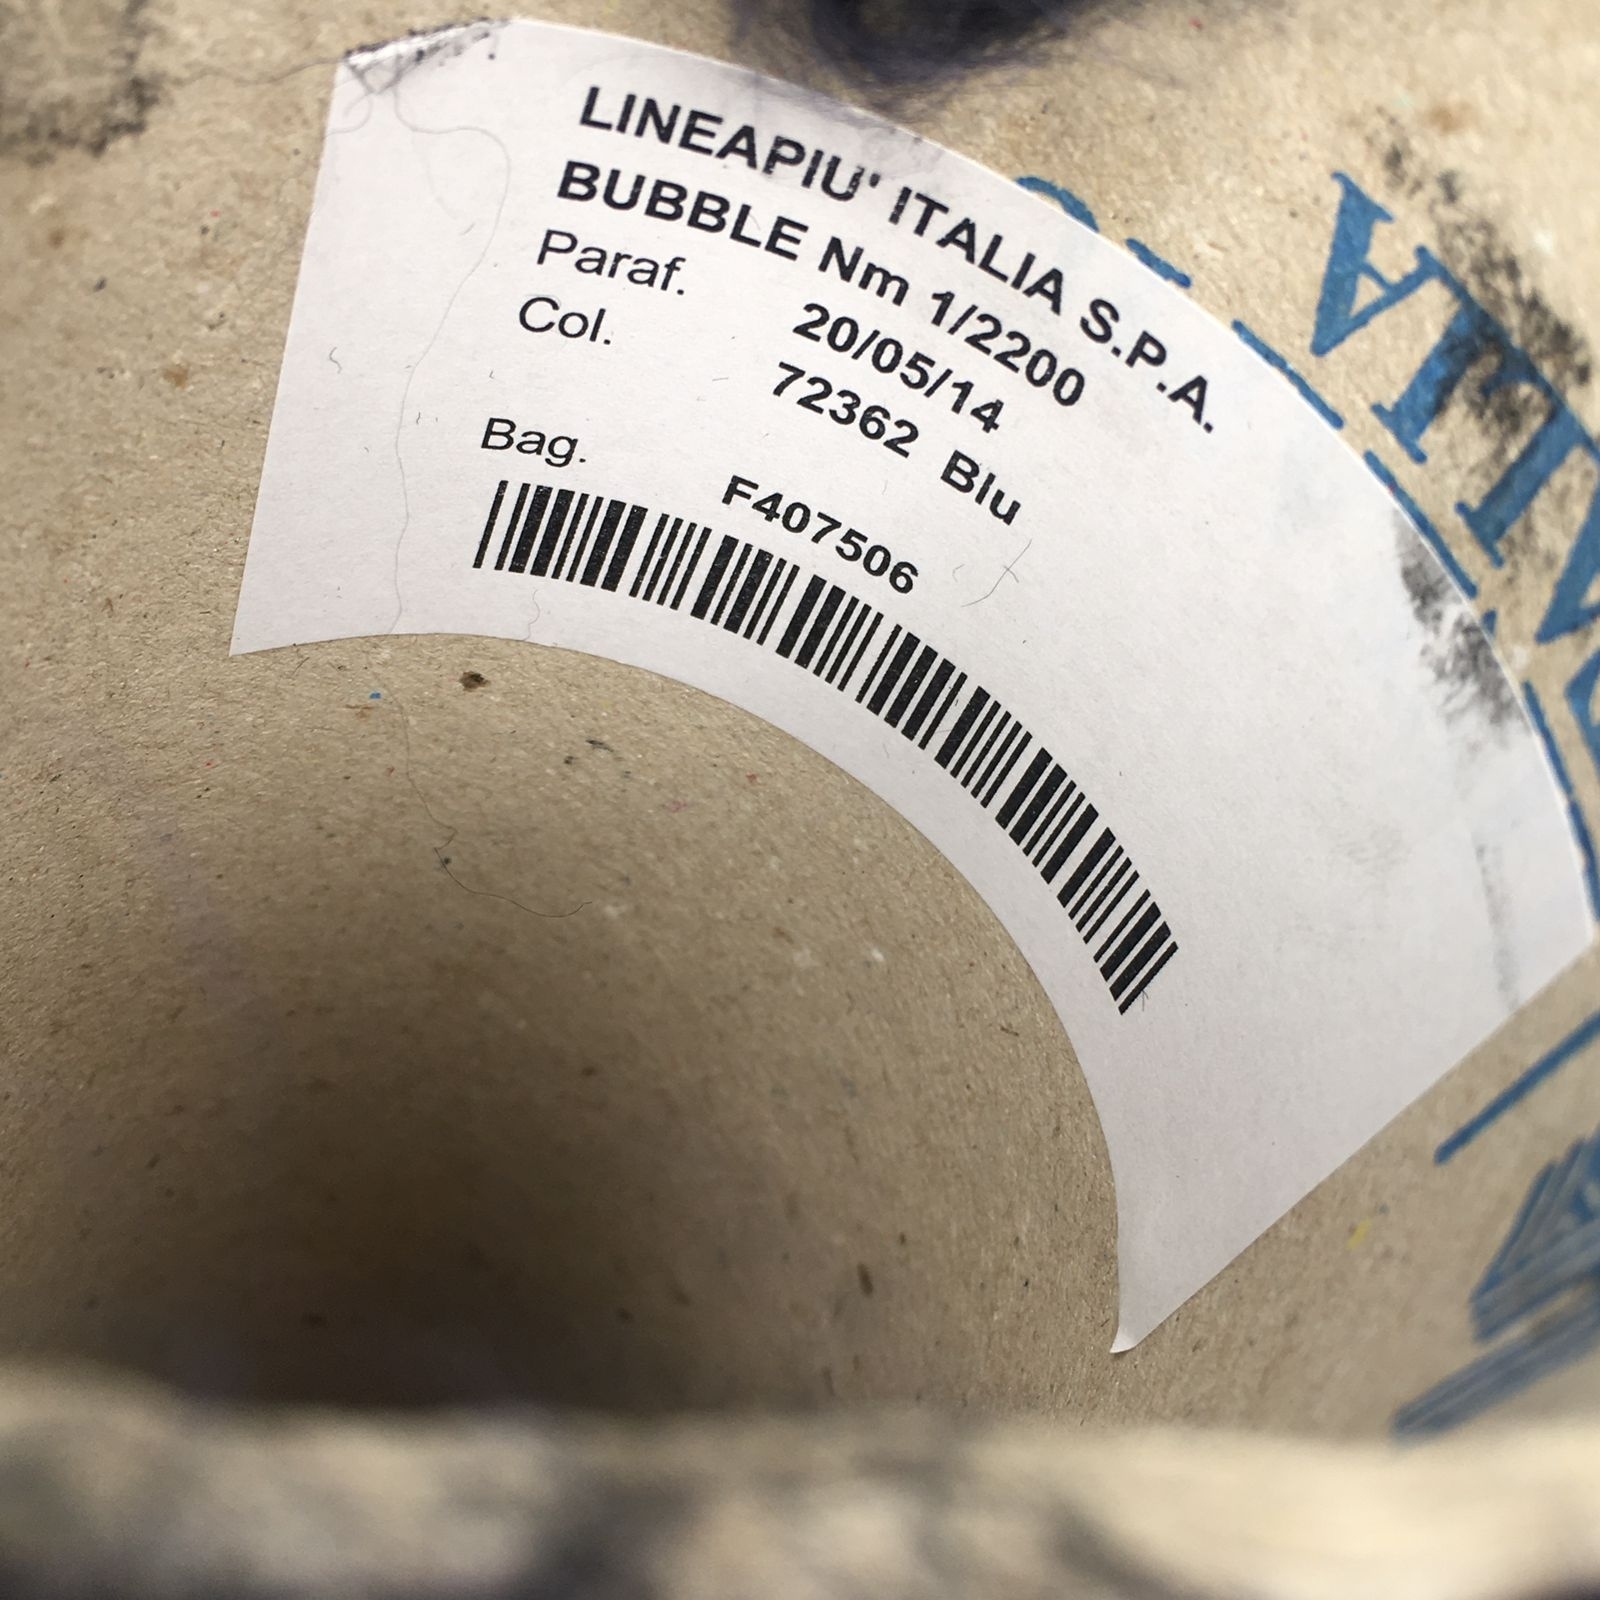 LINEAPIU' ITALIA S.P.A.
BUBBLE Nm 1/2200
Paraf. 20/05/14
Col. 72362 Blu
Bag. F407506